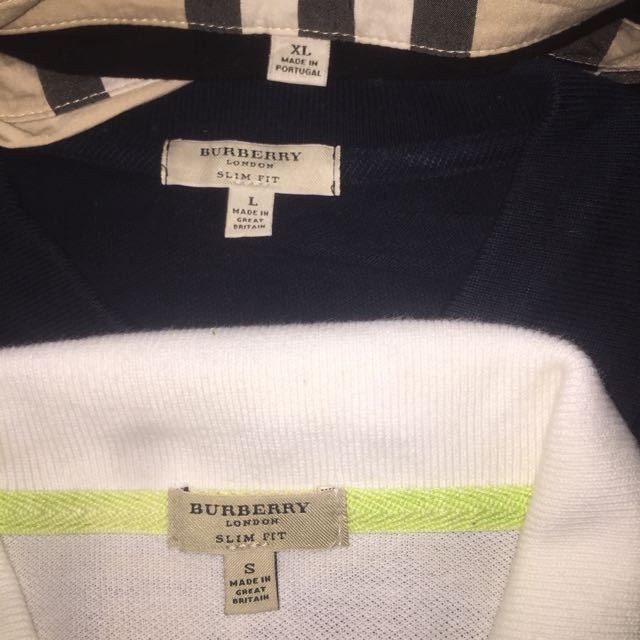 XL
MADE IN
PORTUGAL
BURBERRY
LONDON
SLIM FIT
L
MADE IN
GREAT
BRITAIN
BURBERRY
LONDON
SLIM FIT
S
MADE IN
GREAT
BRITAIN